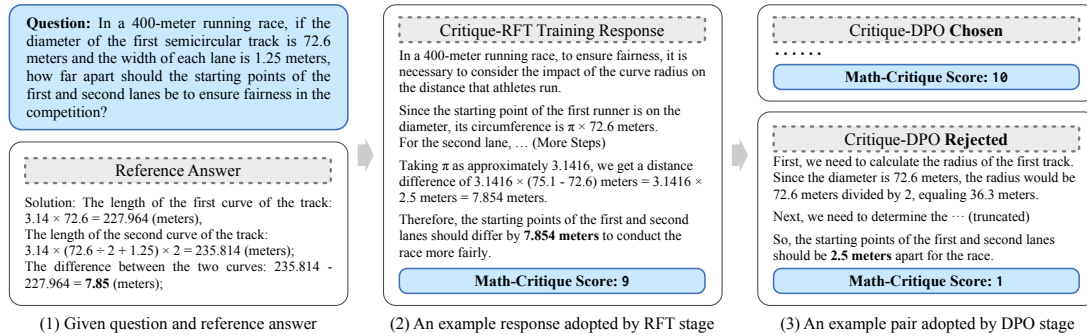 Question: In a 400-meter running race, if the
diameter of the first semicircular track is 72.6
meters and the width of each lane is 1.25 meters,
how far apart should the starting points of the
first and second lanes be to ensure fairness in the
competition?
Reference Answer
Solution: The length of the first curve of the track:
3.14 × 72.6 = 227.964 (meters),
The length of the second curve of the track:
3.14 × (72.6 ÷ 2 + 1.25) × 2 = 235.814 (meters);
The difference between the two curves: 235.814 -
227.964 = 7.85 (meters);
(1) Given question and reference answer
Critique-RFT Training Response
In a 400-meter running race, to ensure fairness, it is
necessary to consider the impact of the curve radius on
the distance that athletes run.
Since the starting point of the first runner is on the
diameter, its circumference is π × 72.6 meters.
For the second lane, … (More Steps)
Taking π as approximately 3.1416, we get a distance
difference of 3.1416 × (75.1 - 72.6) meters = 3.1416 ×
2.5 meters = 7.854 meters.
Therefore, the starting points of the first and second
lanes should differ by 7.854 meters to conduct the
race more fairly.
Math-Critique Score: 9
(2) An example response adopted by RFT stage
Critique-DPO Chosen
······
Math-Critique Score: 10
Critique-DPO Rejected
First, we need to calculate the radius of the first track.
Since the diameter is 72.6 meters, the radius would be
72.6 meters divided by 2, equaling 36.3 meters.
Next, we need to determine the ··· (truncated)
So, the starting points of the first and second lanes
should be 2.5 meters apart for the race.
Math-Critique Score: 1
(3) An example pair adopted by DPO stage